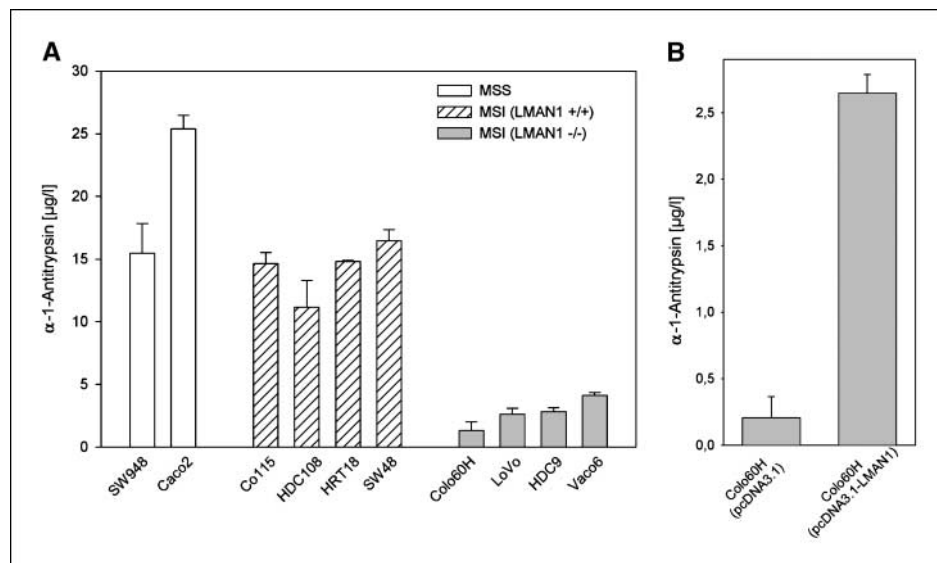 A
30
25
20
15
10
5
0
α-1-Antitrypsin [µg/l]
MSS
MSI (LMAN1 +/+)
MSI (LMAN1 -/-)
SW948
Caco2
Co115
HDC108
HRT18
SW48
Colo60H
LoVo
HDC9
Vaco6
B
2,5
2,0
1,5
1,0
0,5
0,0
α-1-Antitrypsin [µg/l]
Colo60H
(pcDNA3.1)
Colo60H
(pcDNA3.1-LMAN1)